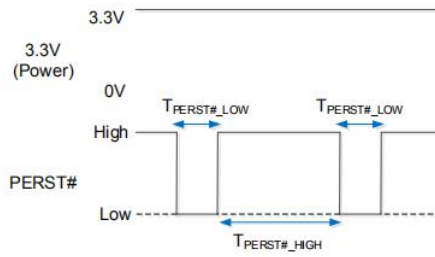 3.3V
3.3V
(Power)
0V
TPERST#_LOW TPERST#_LOW
High
PERST#
Low
TPERST#_HIGH